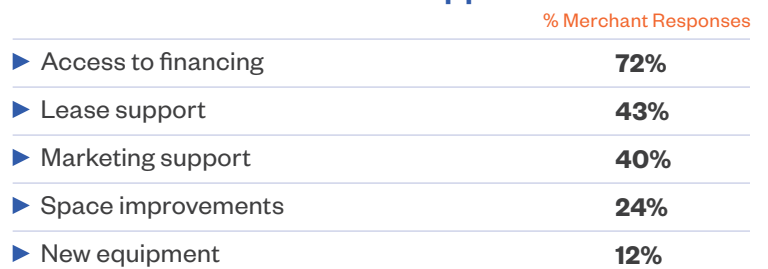 % Merchant Responses
▶ Access to financing 72%
▶ Lease support 43%
▶ Marketing support 40%
▶ Space improvements 24%
▶ New equipment 12%